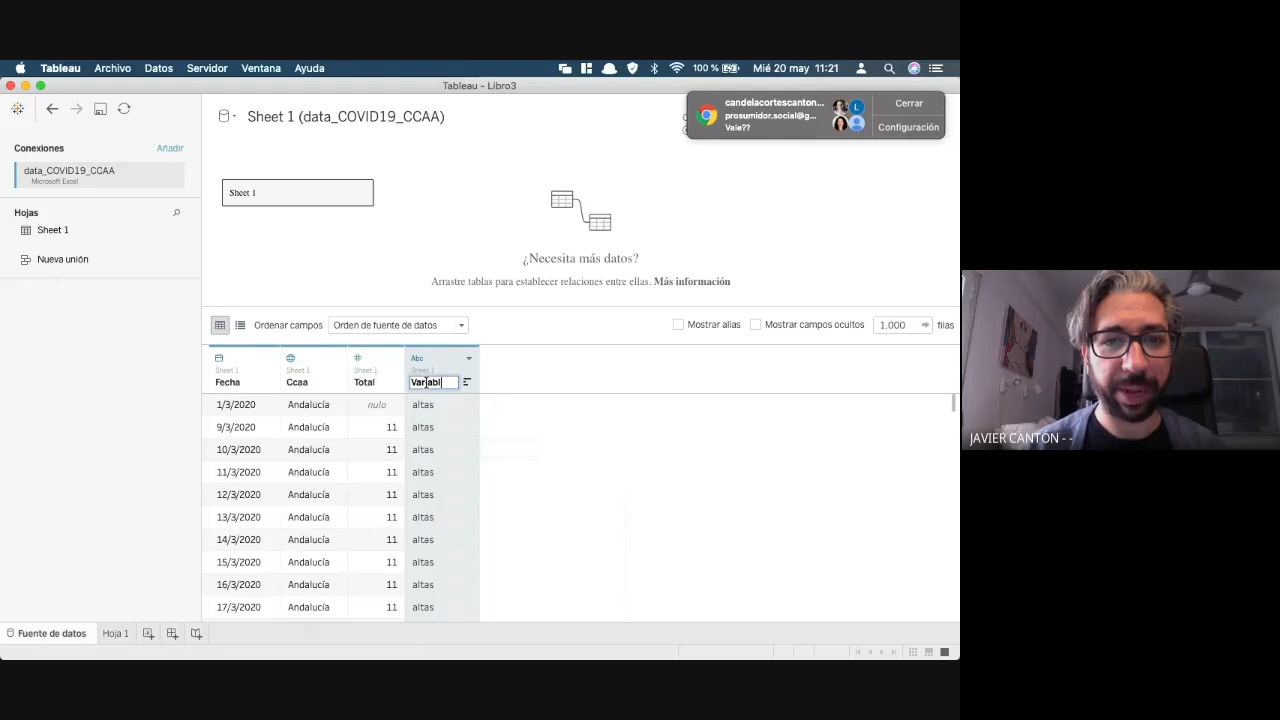 Tableau Archivo Datos Servidor Ventana Ayuda
100 % Mié 20 may 11:21
Tableau - Libro3
candelacortescanton...
prosumidor.social@g...
Vale??
Cerrar
Configuración
Sheet 1 (data_COVID19_CCAA)
Conexiones Añadir
data_COVID19_CCAA
Microsoft Excel
Hojas
Sheet 1
Nueva unión
Sheet 1
¿Necesita más datos?
Arrastre tablas para establecer relaciones entre ellas. Más información
Ordenar campos Orden de fuente de datos Mostrar alias Mostrar campos ocultos 1.000 filas
Abc
Sheet 1 Sheet 1 Sheet 1 Sheet 1
Fecha Ccaa Total Variabl
1/3/2020 Andalucía nulo altas
9/3/2020 Andalucía 11 altas
10/3/2020 Andalucía 11 altas
11/3/2020 Andalucía 11 altas
12/3/2020 Andalucía 11 altas
13/3/2020 Andalucía 11 altas
14/3/2020 Andalucía 11 altas
15/3/2020 Andalucía 11 altas
16/3/2020 Andalucía 11 altas
17/3/2020 Andalucía 11 altas
Fuente de datos Hoja 1
JAVIER CANTÓN - -